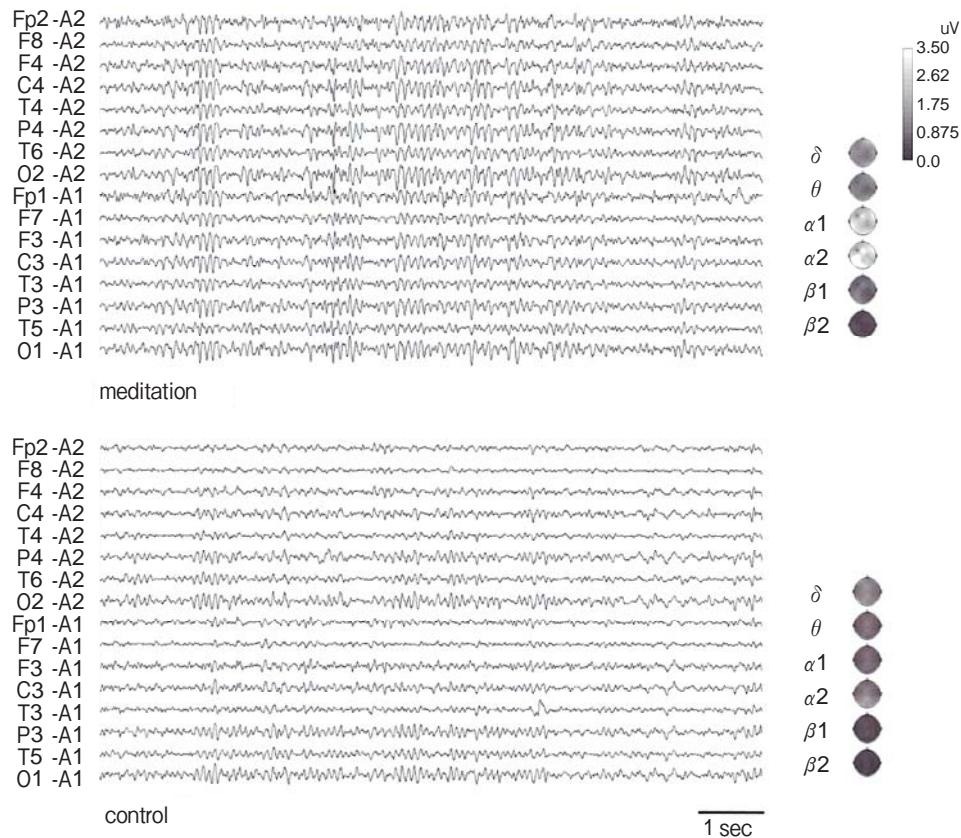 Fp2 -A2
F8 -A2
F4 -A2
C4 -A2
T4 -A2
P4 -A2
T6 -A2
O2 -A2
Fp1 -A1
F7 -A1
F3 -A1
C3 -A1
T3 -A1
P3 -A1
T5 -A1
O1 -A1
meditation
uV
3.50
2.62
1.75
0.875
0.0
δ
θ
α1
α2
β1
β2
Fp2 -A2
F8 -A2
F4 -A2
C4 -A2
T4 -A2
P4 -A2
T6 -A2
O2 -A2
Fp1 -A1
F7 -A1
F3 -A1
C3 -A1
T3 -A1
P3 -A1
T5 -A1
O1 -A1
control
δ
θ
α1
α2
β1
β2
1 sec